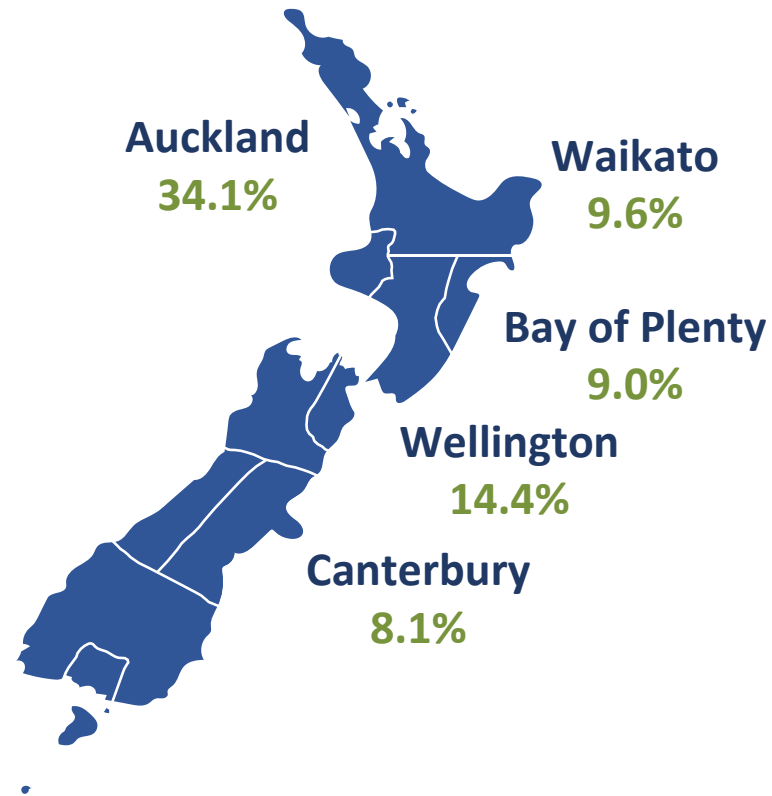 Auckland
34.1%
Waikato
9.6%
Bay of Plenty
9.0%
Wellington
14.4%
Canterbury
8.1%